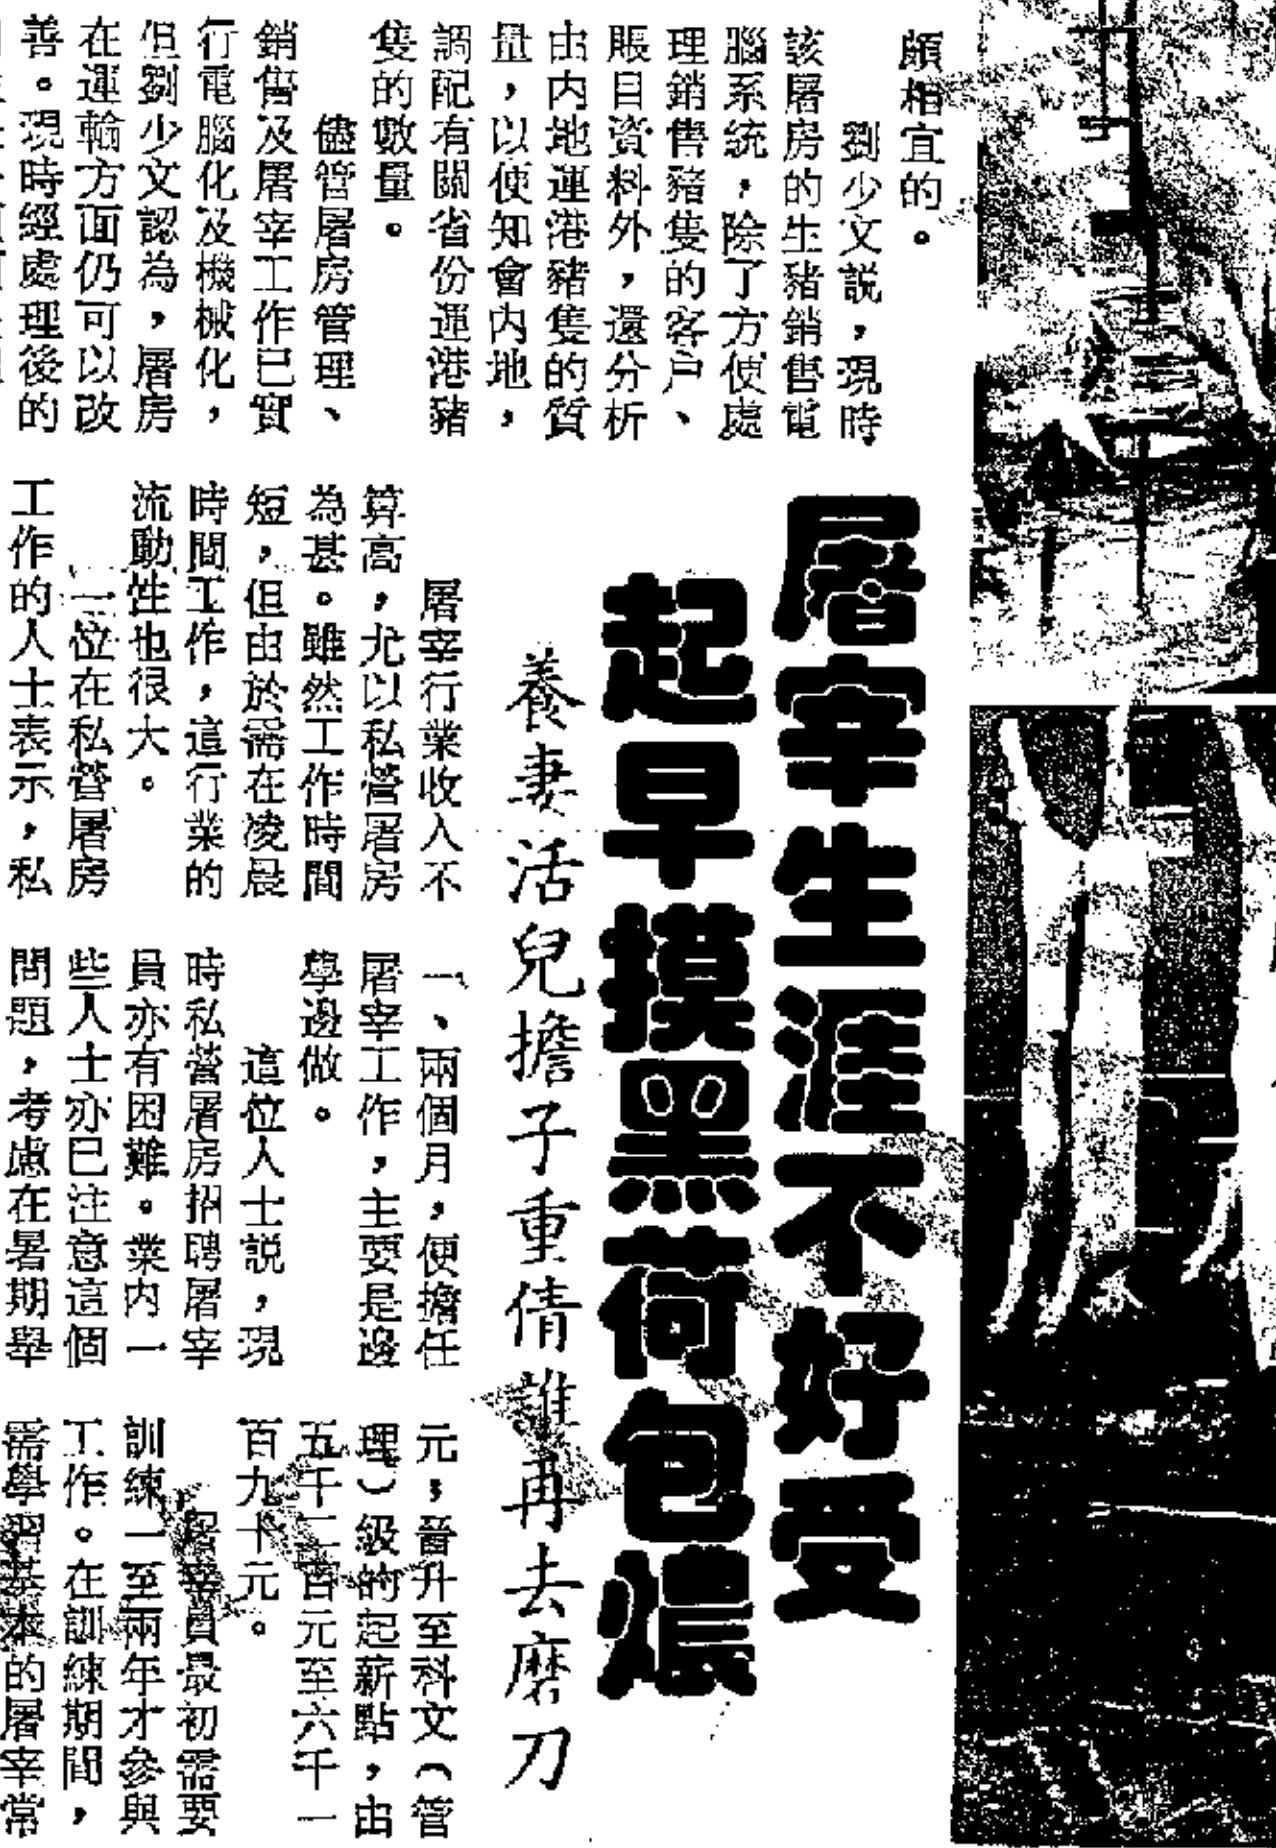 頗相宜的。
劉少文説，現時
該屠房的生豬銷售電
腦系統，除了方便處
理銷售豬隻的客户、
賬目資料外，還分析
由内地運港豬隻的質
量，以便知會内地，
調配有關省份運港豬
隻的數量。
儘管屠房管理、
銷售及屠宰工作已實
行電腦化及機械化，
但劉少文認為，屠房
在運輸方面仍可以改
善。現時經處理後的
屠宰生涯不好受
起早摸黑荷包
養妻活兒擔子重倩誰再去磨刀
屠宰行業收入不
算高，尤以私營屠房
為甚。雖然工作時間
短，但由於需在凌晨
時間工作，這行業的
流動性也很大。
一位在私營屠房
工作的人士表示，私
一、兩個月，便擔任
屠宰工作，主要是邊
學邊做。
這位人士説，現
時私營屠房招聘屠宰
員亦有困難。業内一
些人士亦已注意這個
問題，考慮在暑期舉
元；晉升至科文（管
理）級的起薪點，由
五千二百元至六千一
百九十元。
屠宰員最初需要
訓練一至兩年才參與
工作。在訓練期間，
需學習基本的屠宰常